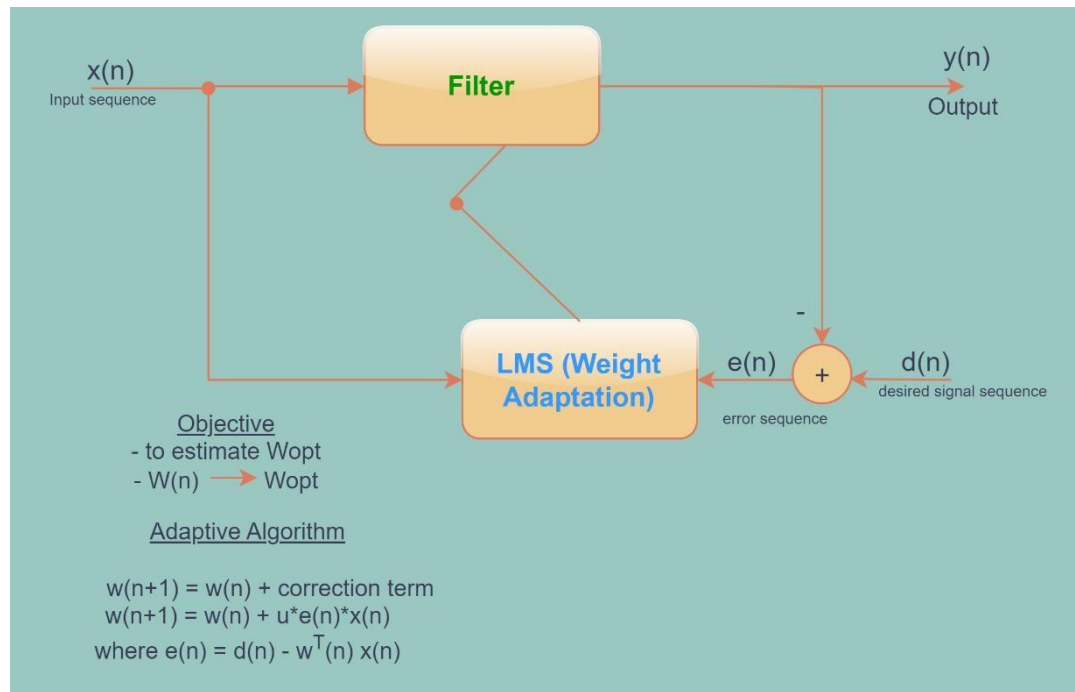 x(n)
Input sequence
Filter
y(n)
Output
-
LMS (Weight
Adaptation)
e(n)
error sequence
+
d(n)
desired signal sequence
Objective
- to estimate Wopt
- W(n) → Wopt
Adaptive Algorithm
w(n+1) = w(n) + correction term
w(n+1) = w(n) + u*e(n)*x(n)
where e(n) = d(n) - w^T(n) x(n)